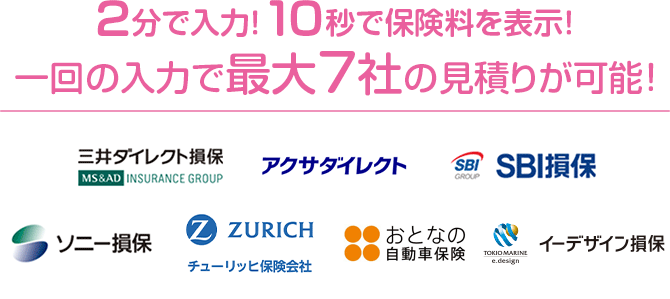 2分で入力!10秒で保険料を表示!
一回の入力で最大7社の見積りが可能!
三井ダイレクト損保
MS&AD INSURANCE GROUP
アクサダイレクト
SBI
GROUP
SBI損保
ソニー損保
Z ZURICH
チューリッヒ保険会社
おとなの
自動車保険
TOKIO MARINE
e.design
イーデザイン損保